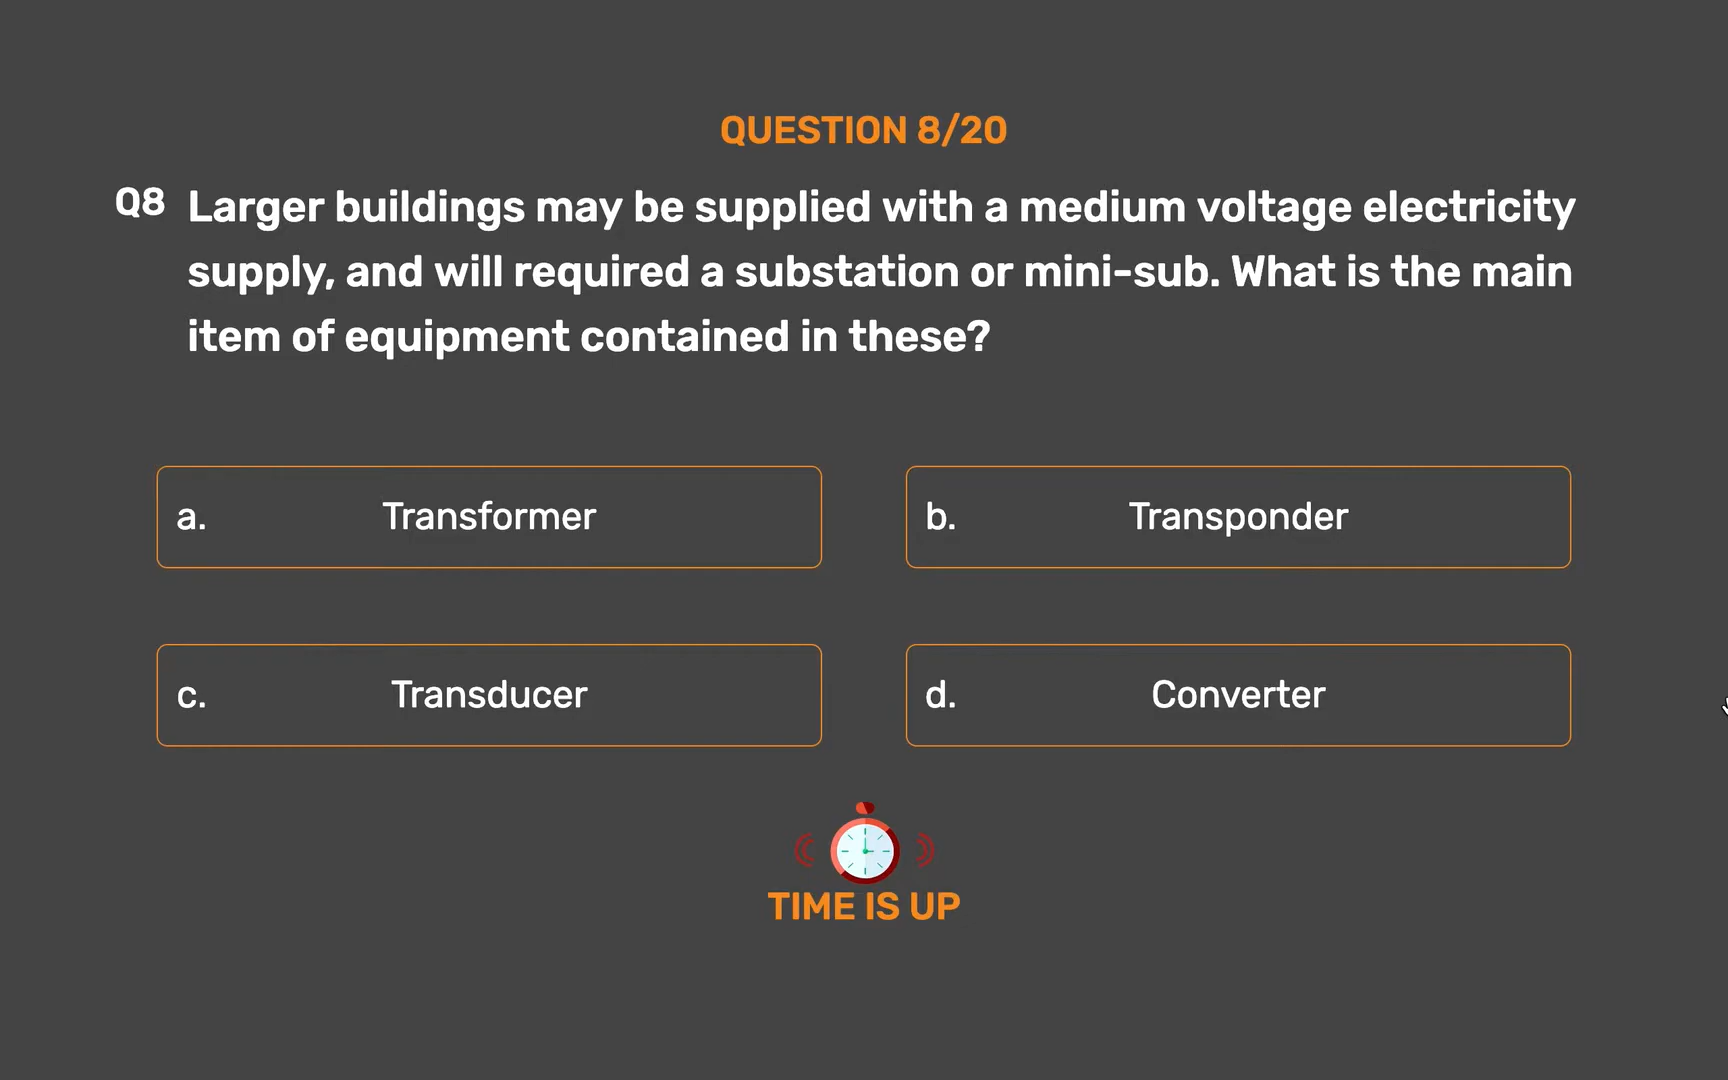 QUESTION 8/20
Q8 Larger buildings may be supplied with a medium voltage electricity
supply, and will required a substation or mini-sub. What is the main
item of equipment contained in these?
a. Transformer
b. Transponder
c. Transducer
d. Converter
TIME IS UP